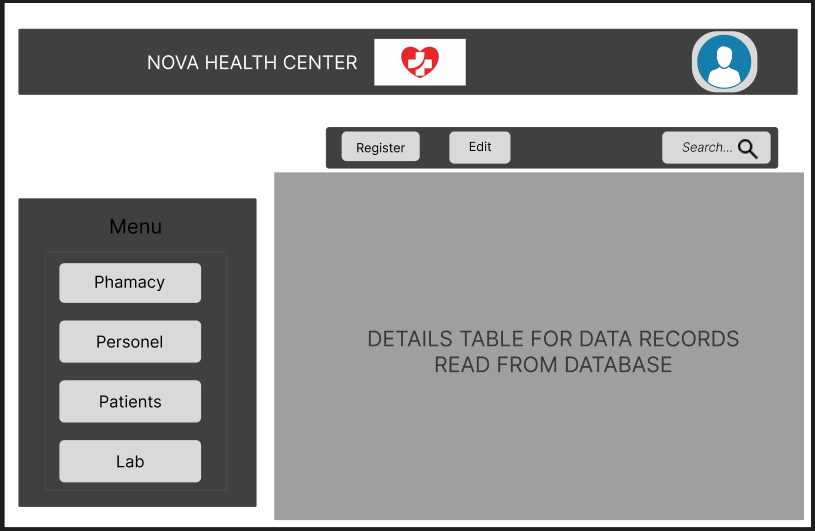 NOVA HEALTH CENTER
Register
Edit
Search...
Menu
Phamacy
Personel
Patients
Lab
DETAILS TABLE FOR DATA RECORDS
READ FROM DATABASE